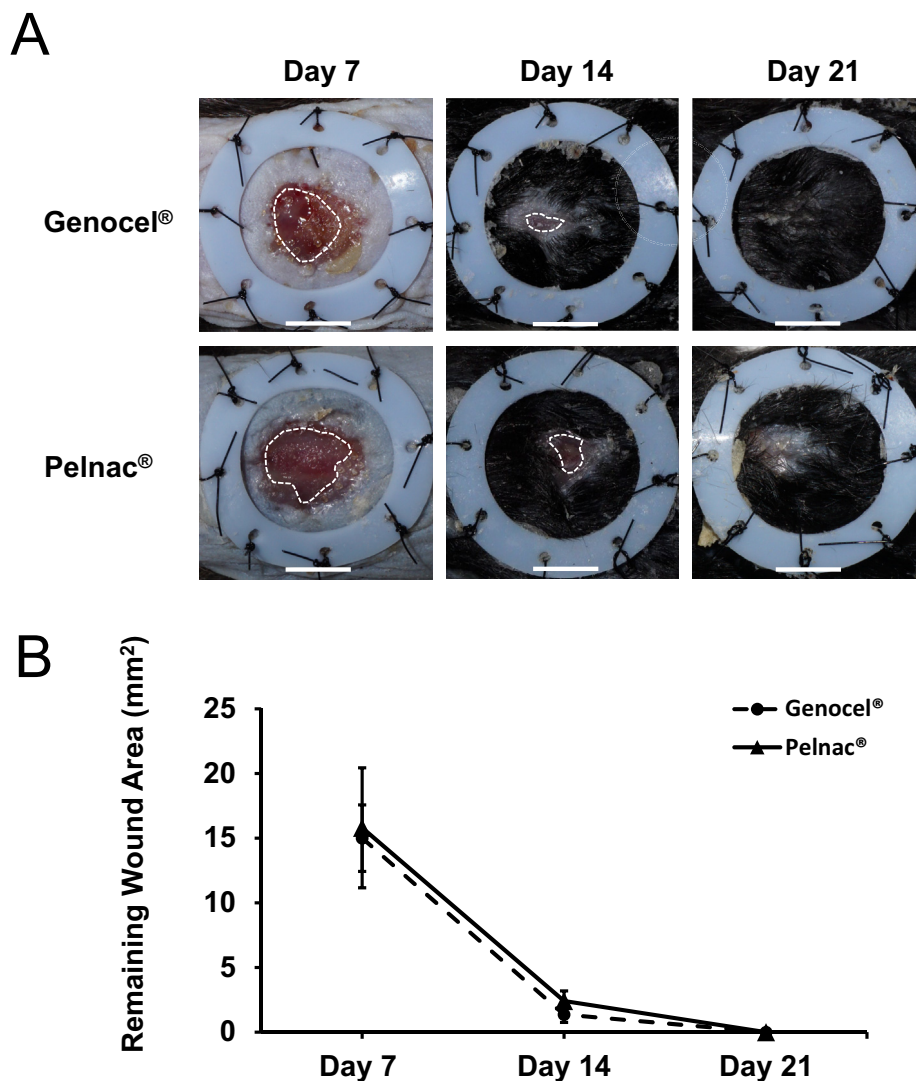 A
Day 7 Day 14 Day 21
Genocel®
Pelnac®
B
Remaining Wound Area (mm²)
25
20
15
10
5
0
Genocel®
Pelnac®
Day 7 Day 14 Day 21